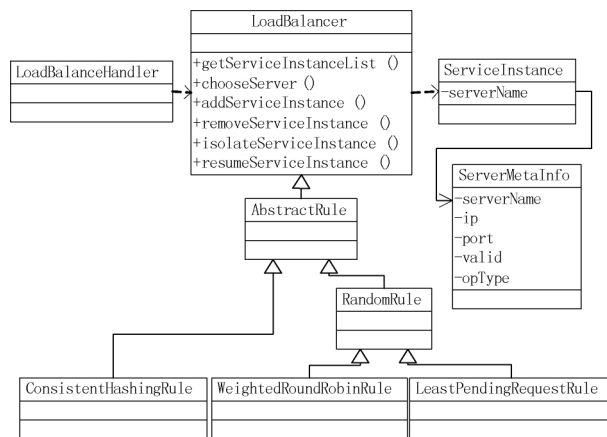 LoadBalancer
+getServiceInstanceList ()
+chooseServer ()
+addServiceInstance ()
+removeServiceInstance ()
+isolateServiceInstance ()
+resumeServiceInstance ()
LoadBalanceHandler
ServiceInstance
-serverName
ServerMetaInfo
-serverName
-ip
-port
-valid
-opType
AbstractRule
RandomRule
ConsistentHashingRule
WeightedRoundRobinRule
LeastPendingRequestRule